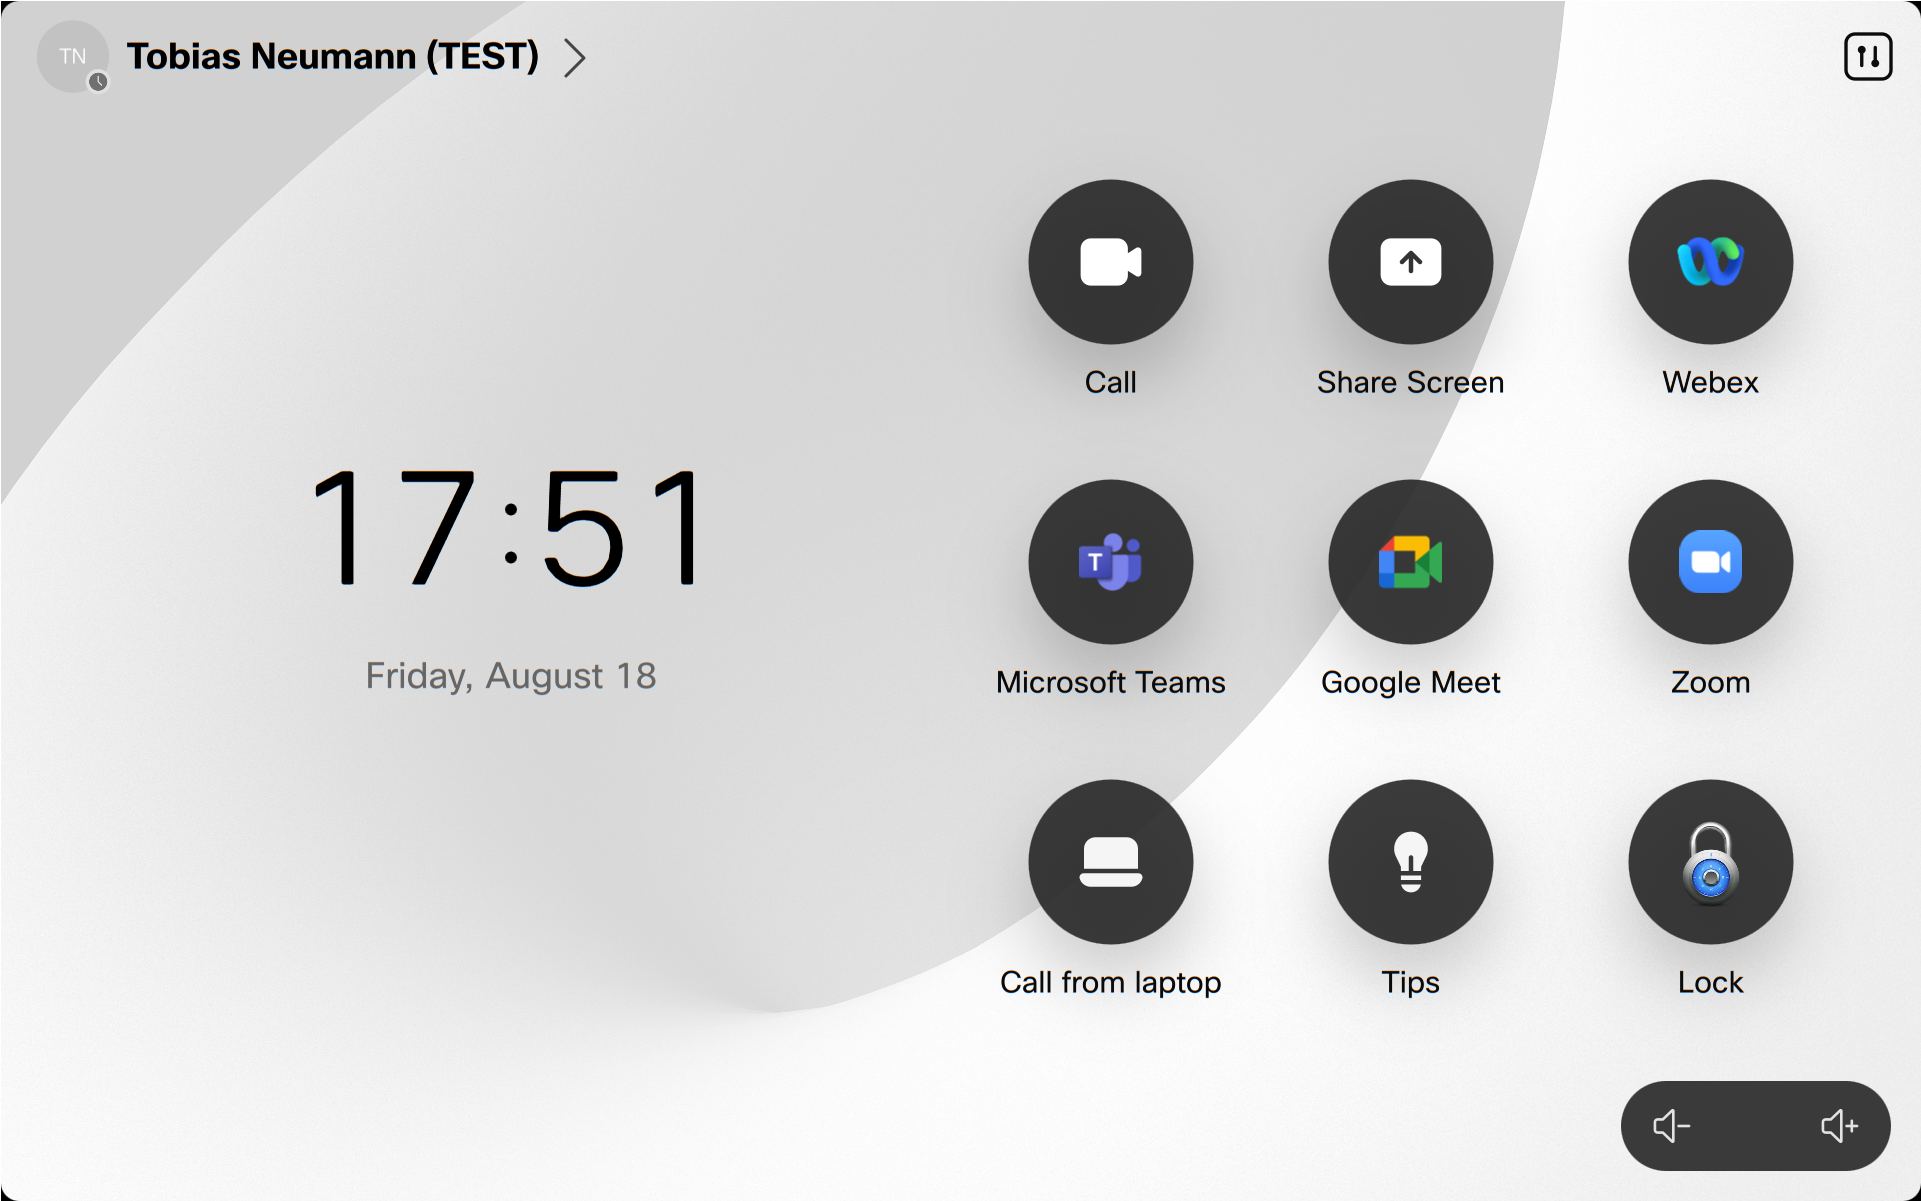 TN
Tobias Neumann (TEST)
17:51
Friday, August 18
Call
Share Screen
Webex
T
Microsoft Teams
Google Meet
Zoom
Call from laptop
Tips
Lock